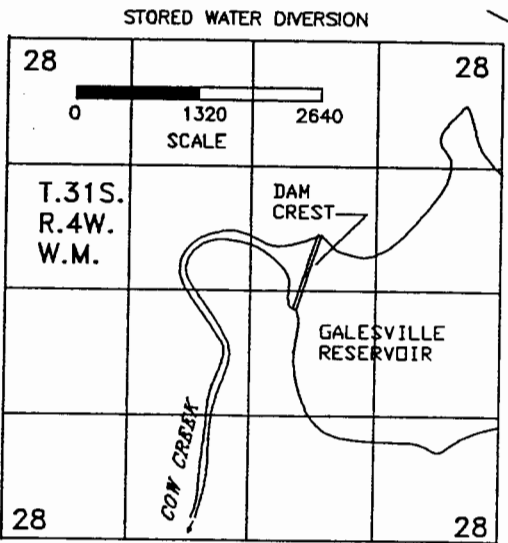 STORED WATER DIVERSION
28
28
0 1320 2640
SCALE
T.31S.
R.4W.
W.M.
DAM
CREST
GALESVILLE
RESERVOIR
COW CREEK
28
28